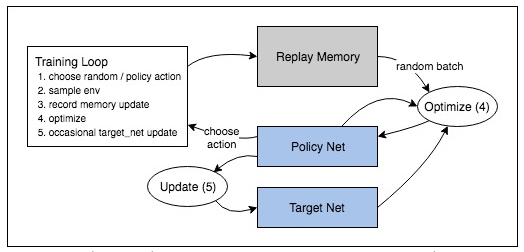 Training Loop
1. choose random / policy action
2. sample env
3. record memory update
4. optimize
5. occasional target_net update
Replay Memory
random batch
Optimize (4)
choose
action
Policy Net
Update (5)
Target Net